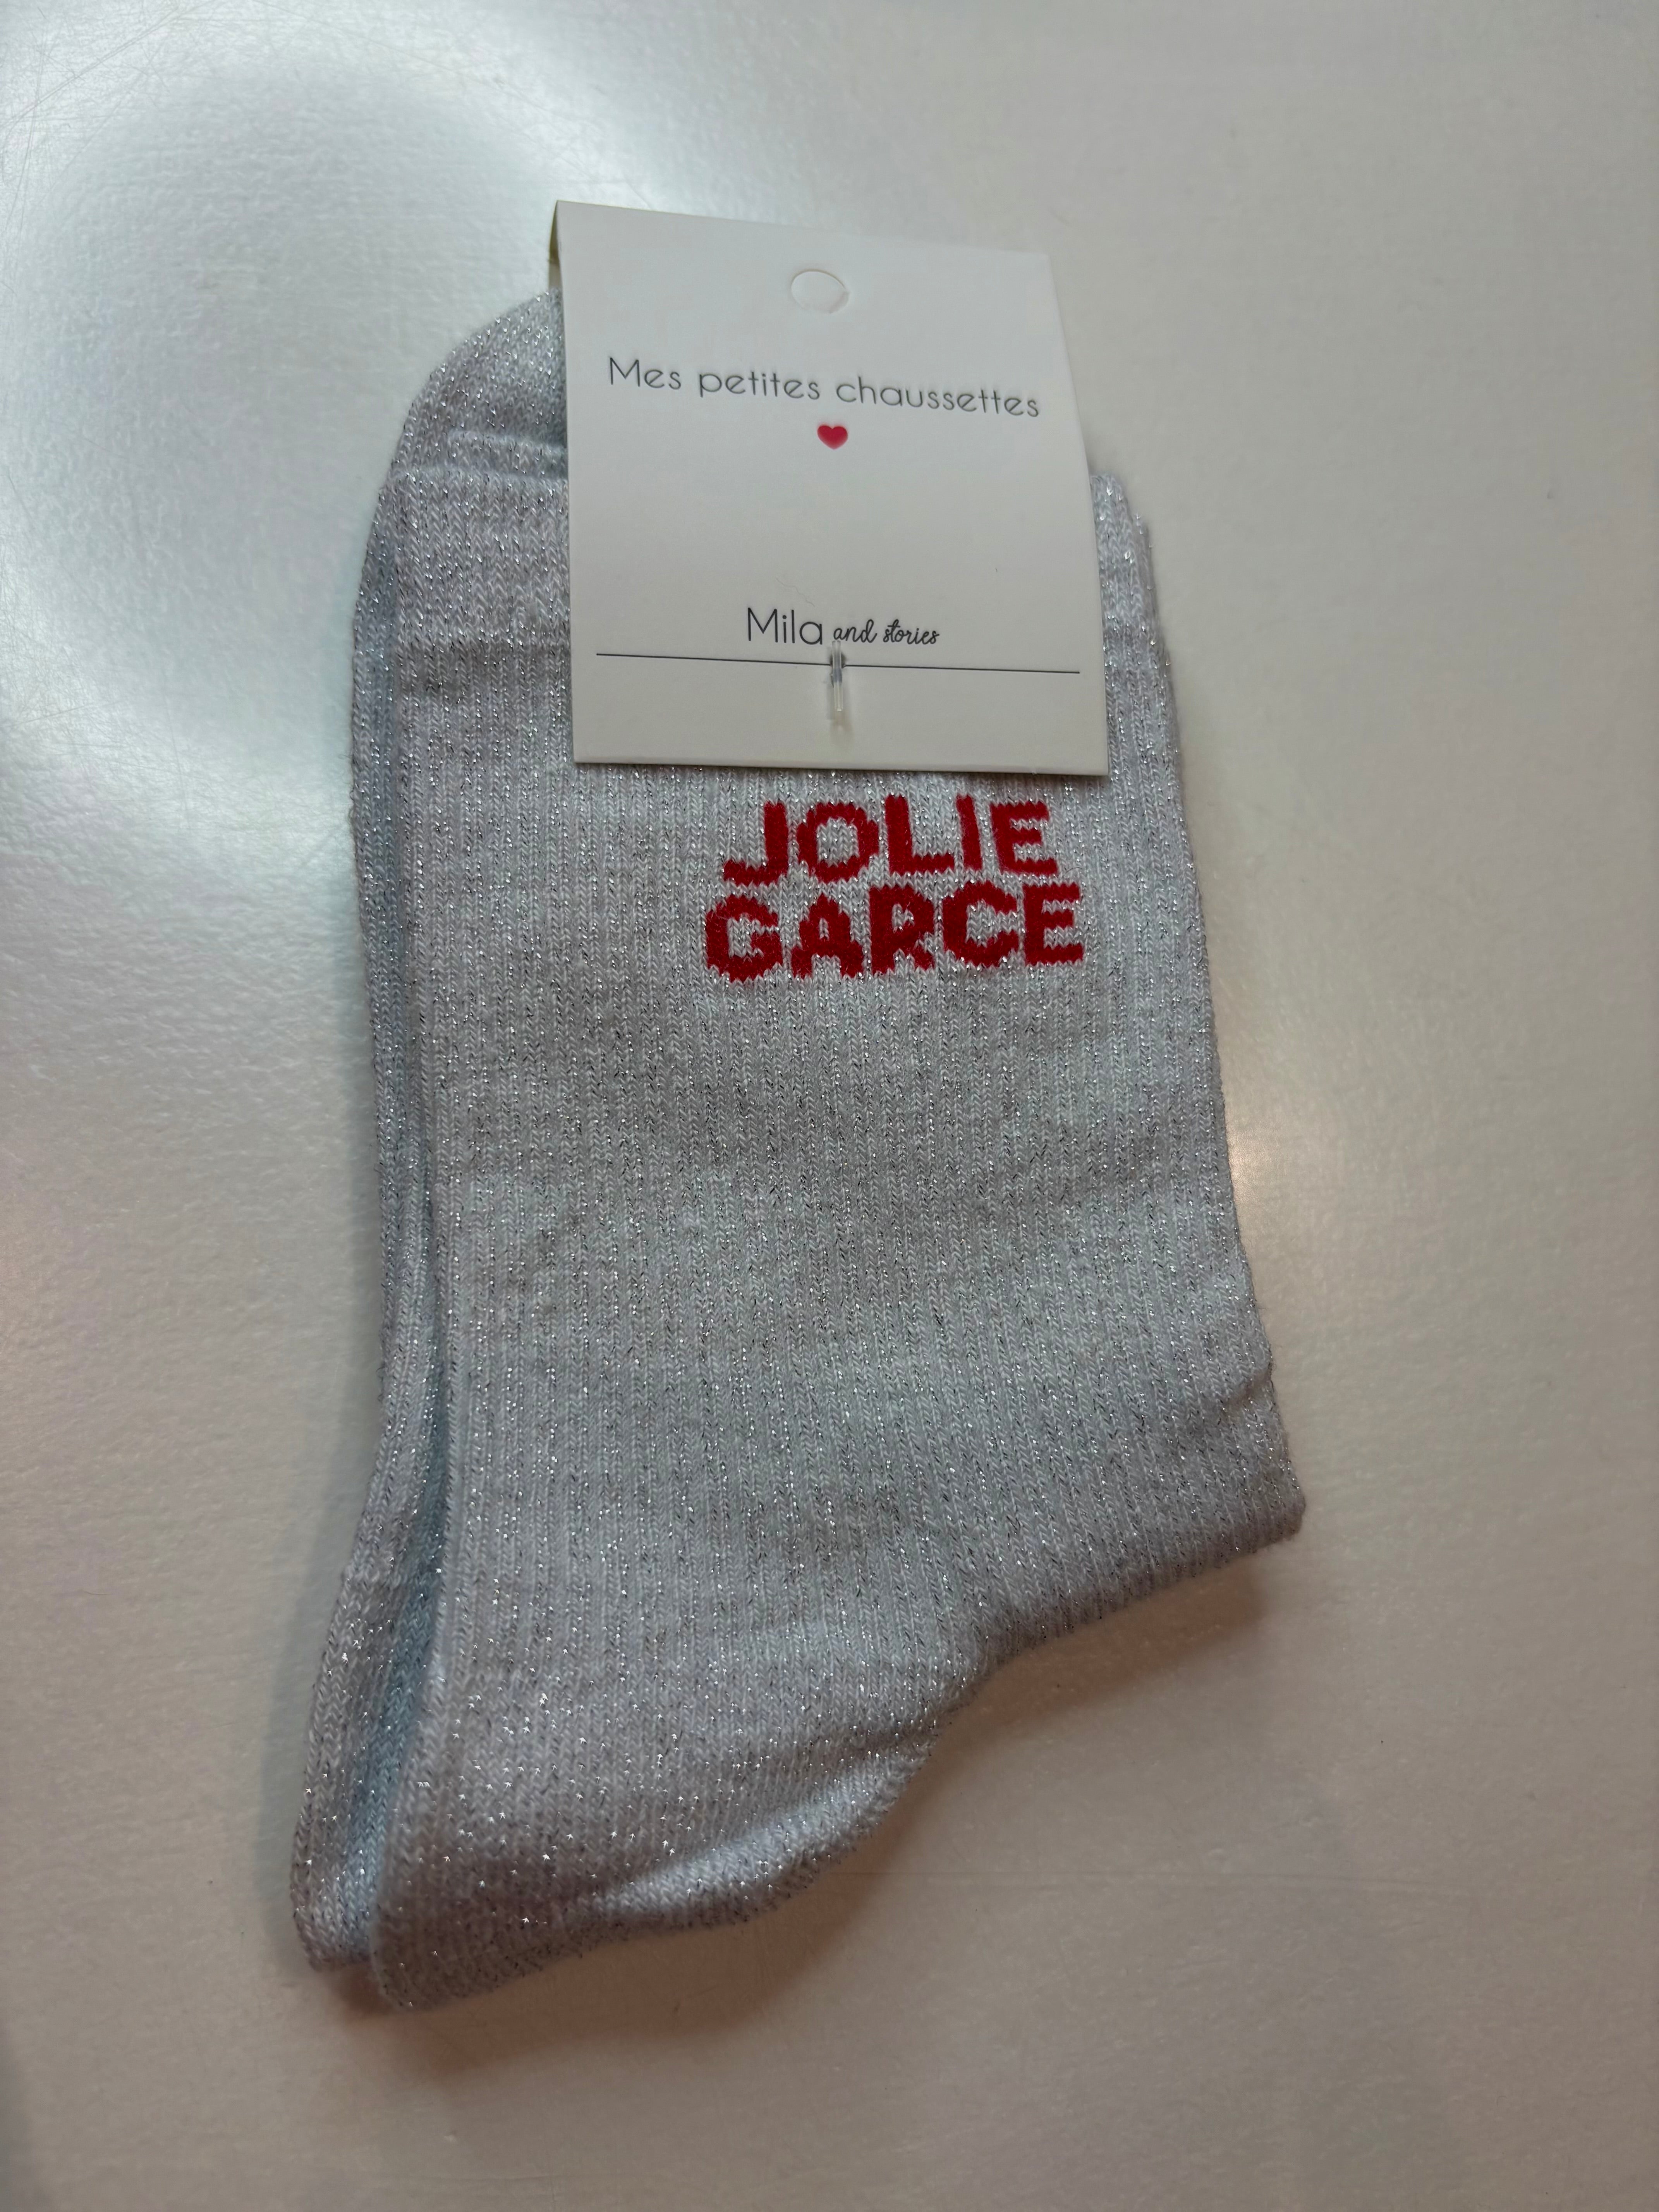 Mes petites chaussettes
Mila and stories
JOLIE
GARCE